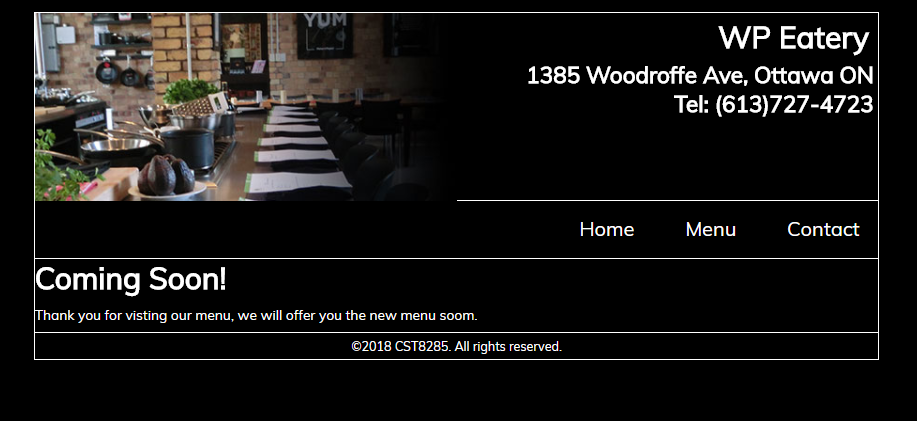 YUM
WP Eatery
1385 Woodroffe Ave, Ottawa ON
Tel: (613)727-4723
Home Menu Contact
Coming Soon!
Thank you for visting our menu, we will offer you the new menu soom.
©2018 CST8285. All rights reserved.